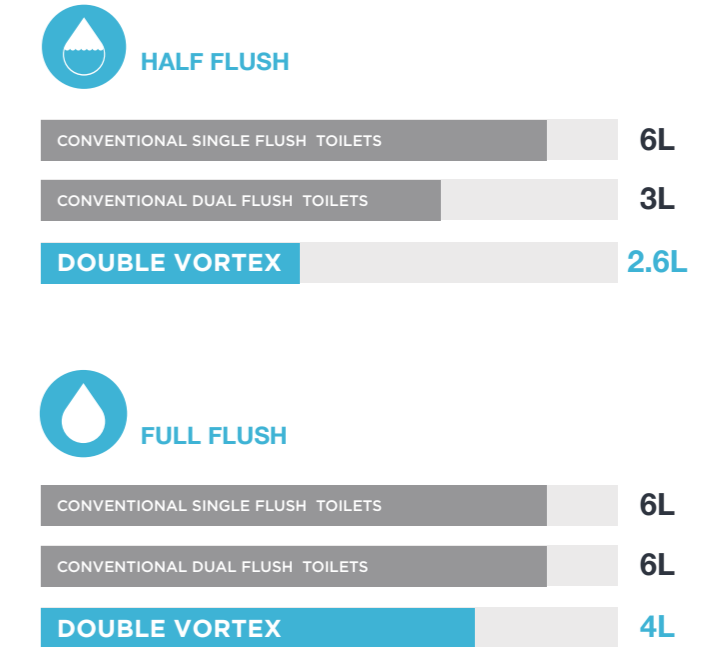 HALF FLUSH
CONVENTIONAL SINGLE FLUSH TOILETS 6L
CONVENTIONAL DUAL FLUSH TOILETS 3L
DOUBLE VORTEX 2.6L
FULL FLUSH
CONVENTIONAL SINGLE FLUSH TOILETS 6L
CONVENTIONAL DUAL FLUSH TOILETS 6L
DOUBLE VORTEX 4L